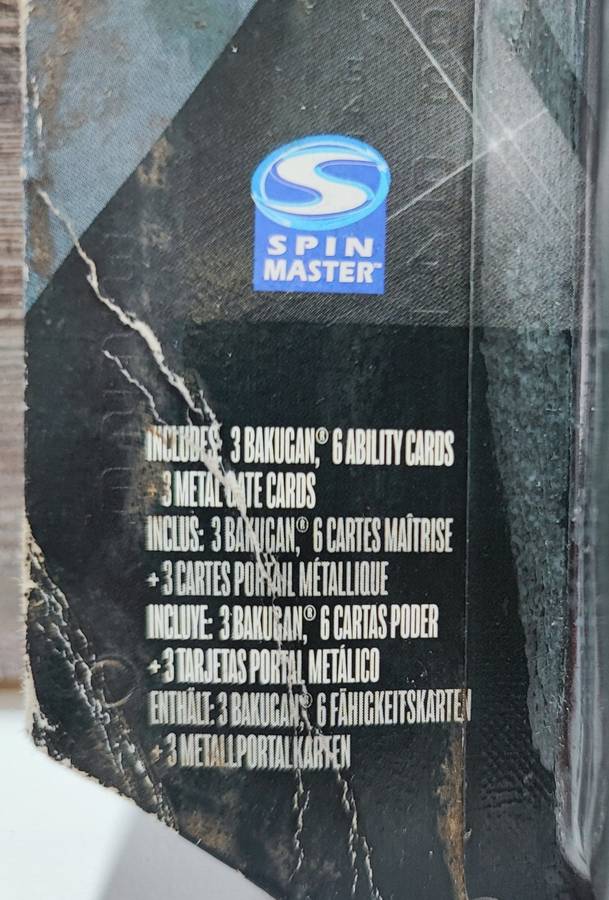 SPIN
MASTER™
INCLUDES: 3 BAKUGAN,® 6 ABILITY CARDS
+ 3 METAL GATE CARDS
INCLUS: 3 BAKUGAN,® 6 CARTES MAÎTRISE
+ 3 CARTES PORTAIL MÉTALLIQUE
INCLUYE: 3 BAKUGAN,® 6 CARTAS PODER
+ 3 TARJETAS PORTAL METÁLICO
ENTHÄLT: 3 BAKUGAN,® 6 FÄHIGKEITSKARTEN
+ 3 METALLPORTALKARTEN